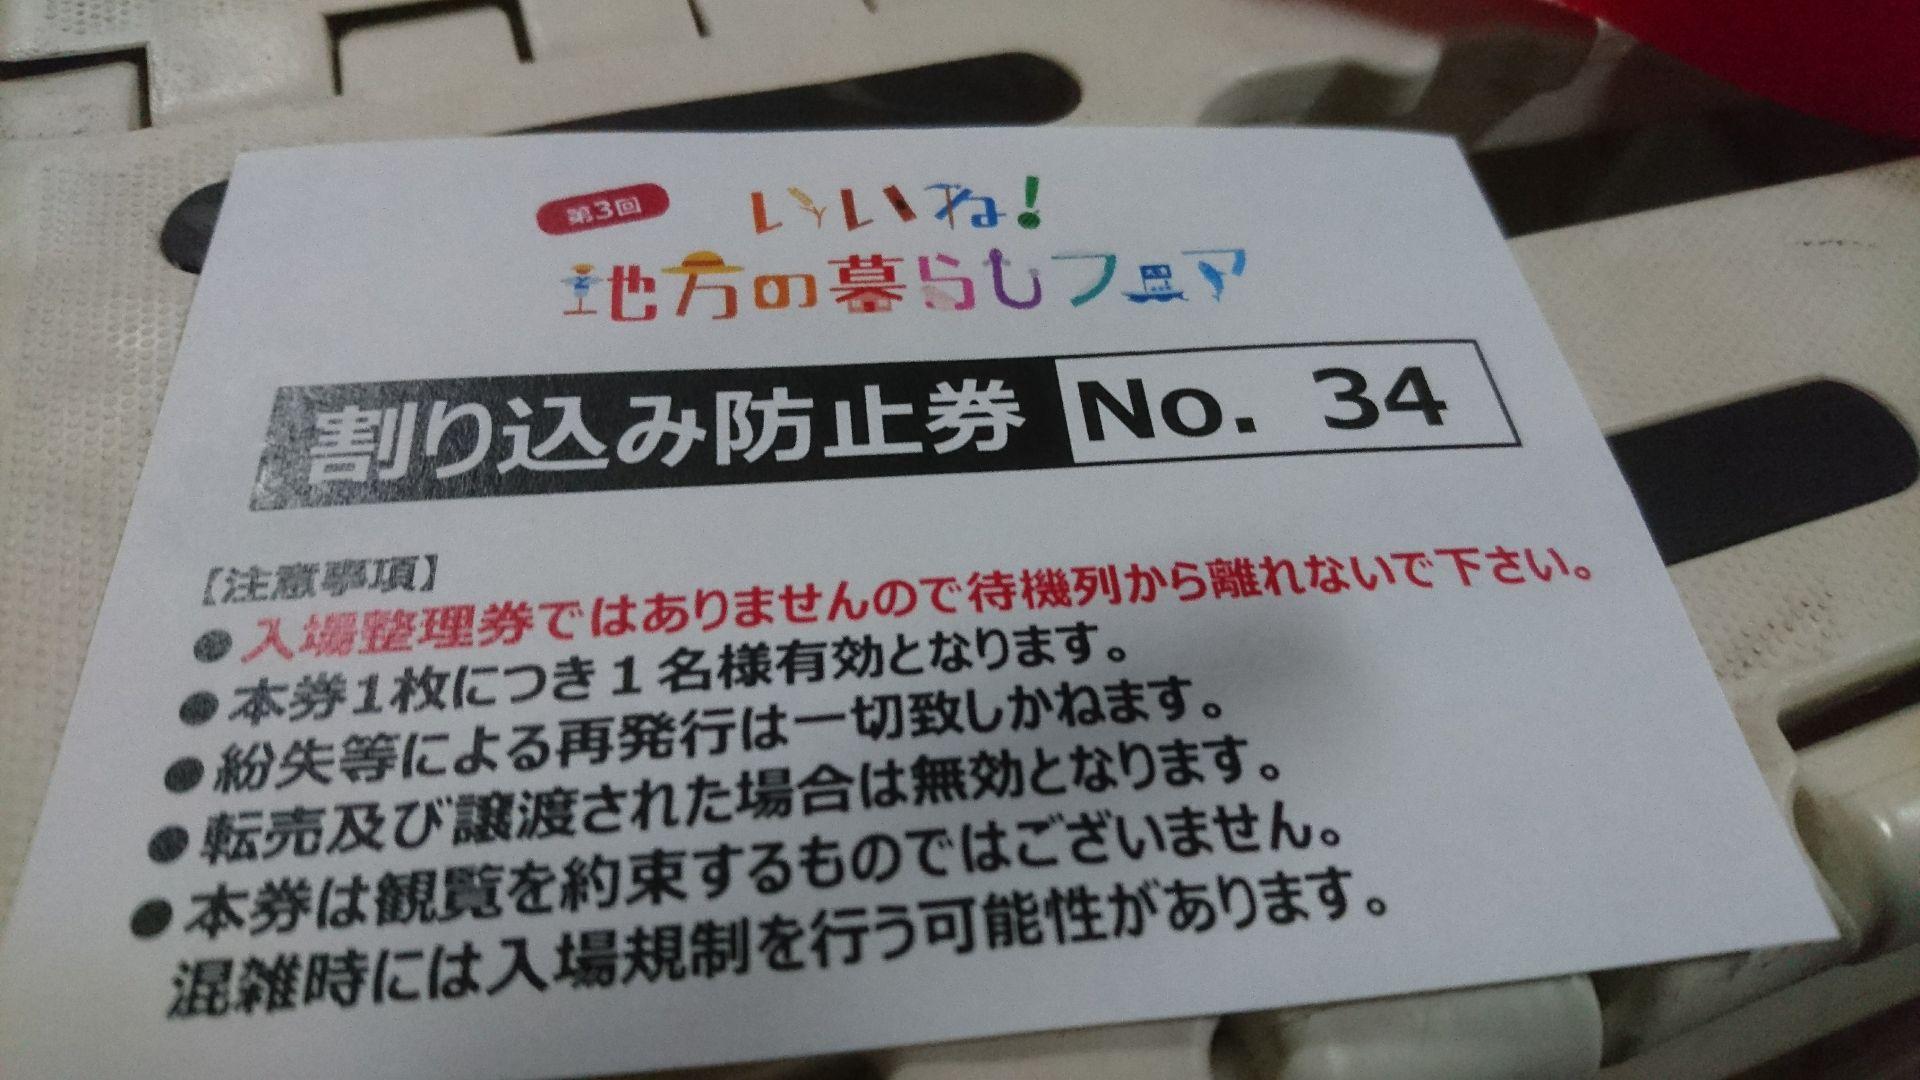 第3回
いいね!
地方の暮らしフェア
割り込み防止券 No. 34
【注意事項】
● 入場整理券ではありませんので待機列から離れないで下さい。
● 本券1枚につき1名様有効となります。
● 紛失等による再発行は一切致しかねます。
● 転売及び譲渡された場合は無効となります。
● 本券は観覧を約束するものではございません。
混雑時には入場規制を行う可能性があります。